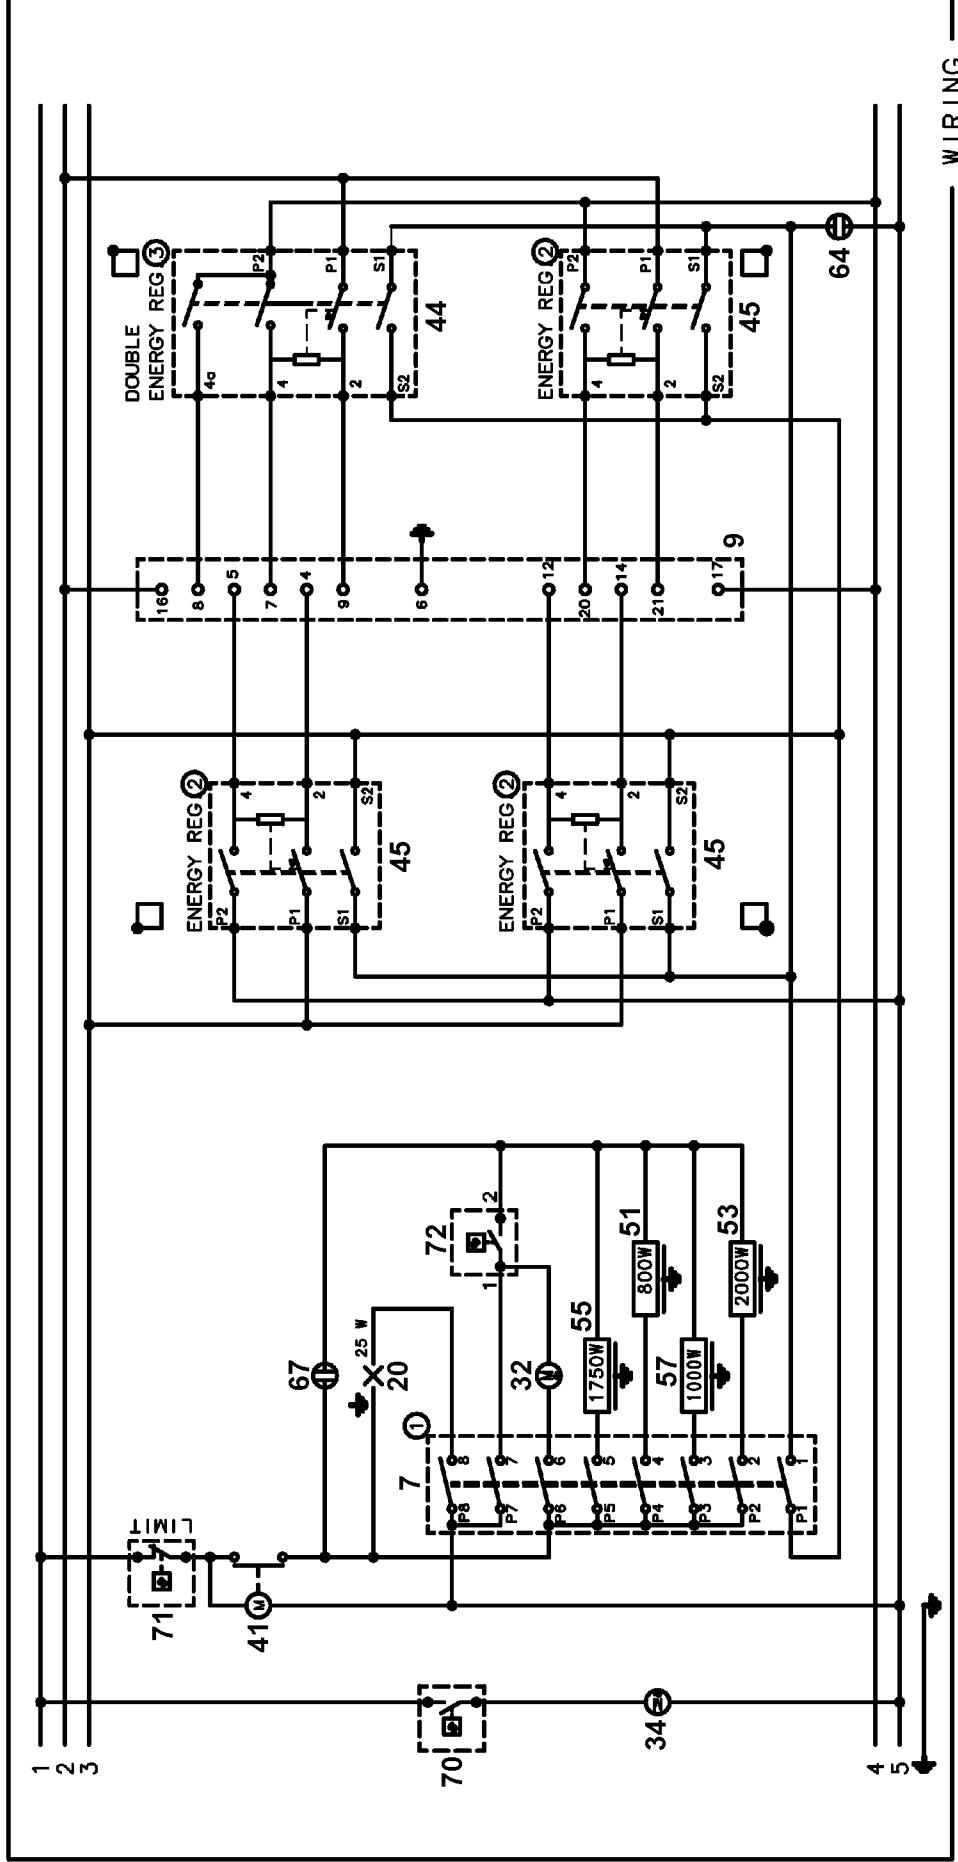 WIRING
DOUBLE
ENERGY REG 3
P2
P1
S1
4a
4
2
S2
44
ENERGY REG 2
P2
P1
S1
4
2
S2
45
64
16
8
5
7
4
9
6
12
20
14
21
17
9
ENERGY REG 2
4
2
S2
P2
P1
S1
45
ENERGY REG 2
4
2
S2
P2
P1
S1
45
72
2
1
67
25 W
20
32
M
55
1750W
51
800W
57
1000W
53
2000W
1
7
8
7
6
5
4
3
2
1
P8
P7
P6
P5
P4
P3
P2
P1
LIMIT
71
41
M
70
34
1
2
3
4
5